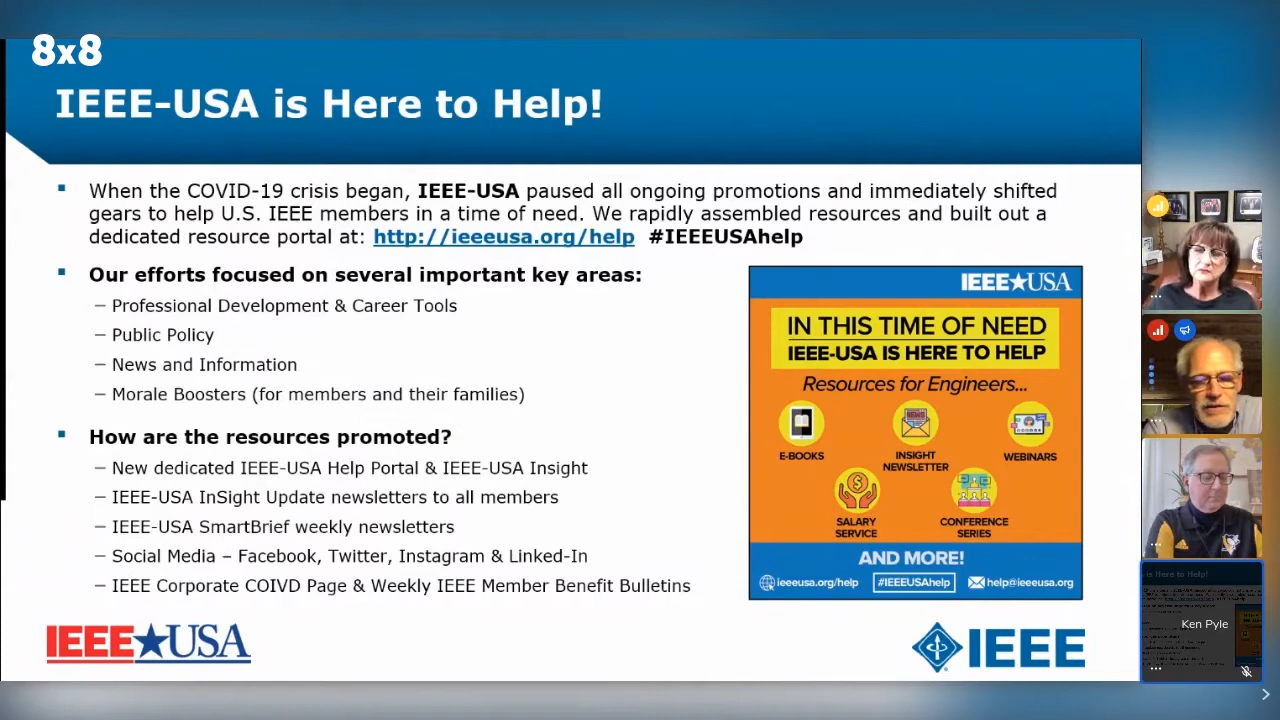 8x8
IEEE-USA is Here to Help!
▪ When the COVID-19 crisis began, IEEE-USA paused all ongoing promotions and immediately shifted
gears to help U.S. IEEE members in a time of need. We rapidly assembled resources and built out a
dedicated resource portal at: http://ieeeusa.org/help #IEEEUSAhelp
▪ Our efforts focused on several important key areas:
– Professional Development & Career Tools
– Public Policy
– News and Information
– Morale Boosters (for members and their families)
▪ How are the resources promoted?
– New dedicated IEEE-USA Help Portal & IEEE-USA Insight
– IEEE-USA InSight Update newsletters to all members
– IEEE-USA SmartBrief weekly newsletters
– Social Media – Facebook, Twitter, Instagram & Linked-In
– IEEE Corporate COIVD Page & Weekly IEEE Member Benefit Bulletins
IEEE★USA
IN THIS TIME OF NEED
IEEE-USA IS HERE TO HELP
Resources for Engineers...
E-BOOKS
NEWS
INSIGHT
NEWSLETTER
WEBINARS
SALARY
SERVICE
CONFERENCE
SERIES
AND MORE!
ieeeusa.org/help #IEEEUSAhelp help@ieeeusa.org
IEEE★USA
IEEE
is Here to Help!
Ken Pyle